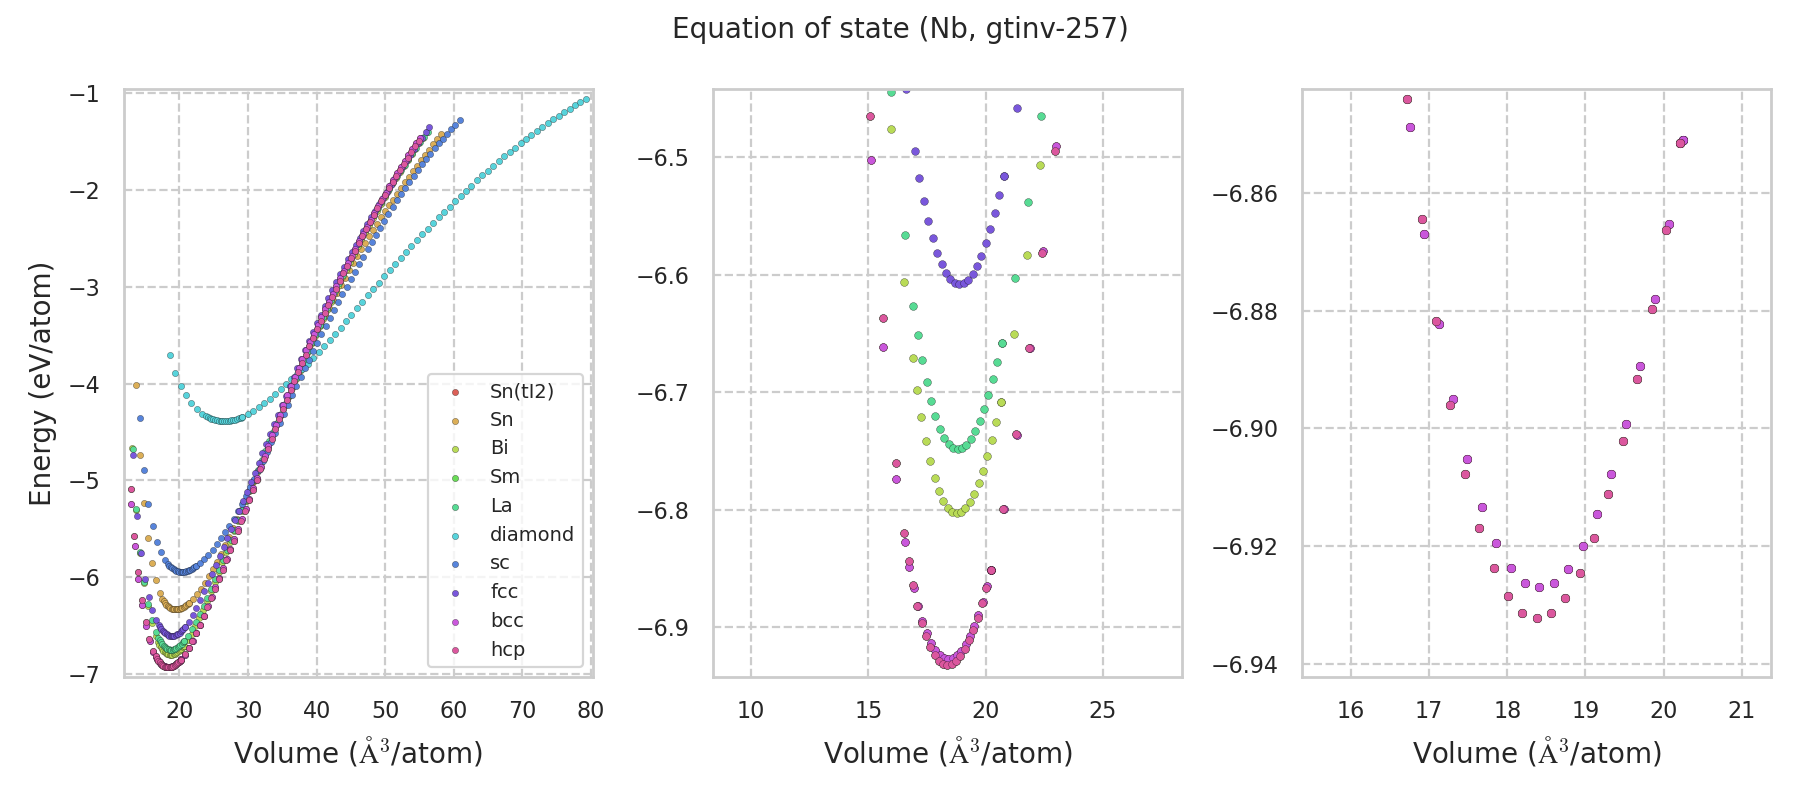 Equation of state (Nb, gtinv-257)
Energy (eV/atom)
−1
−2
−3
−4
−5
−6
−7
20 30 40 50 60 70 80
Volume (Å³/atom)
Sn(tI2)
Sn
Bi
Sm
La
diamond
sc
fcc
bcc
hcp
−6.5
−6.6
−6.7
−6.8
−6.9
10 15 20 25
Volume (Å³/atom)
−6.86
−6.88
−6.90
−6.92
−6.94
16 17 18 19 20 21
Volume (Å³/atom)